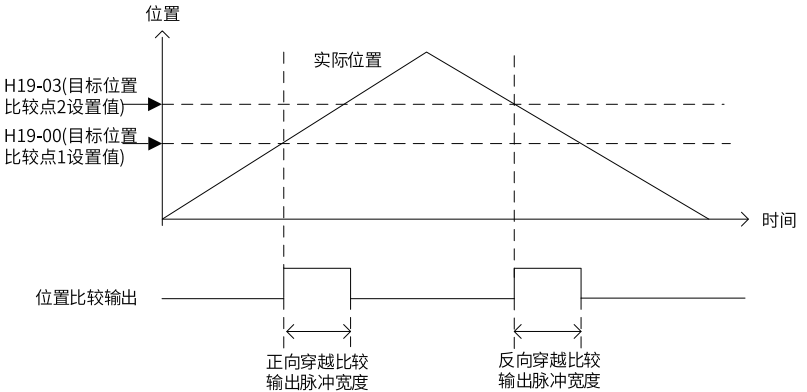 位置
实际位置
H19-03(目标位置
比较点2设置值)
H19-00(目标位置
比较点1设置值)
时间
位置比较输出
正向穿越比较
输出脉冲宽度
反向穿越比较
输出脉冲宽度